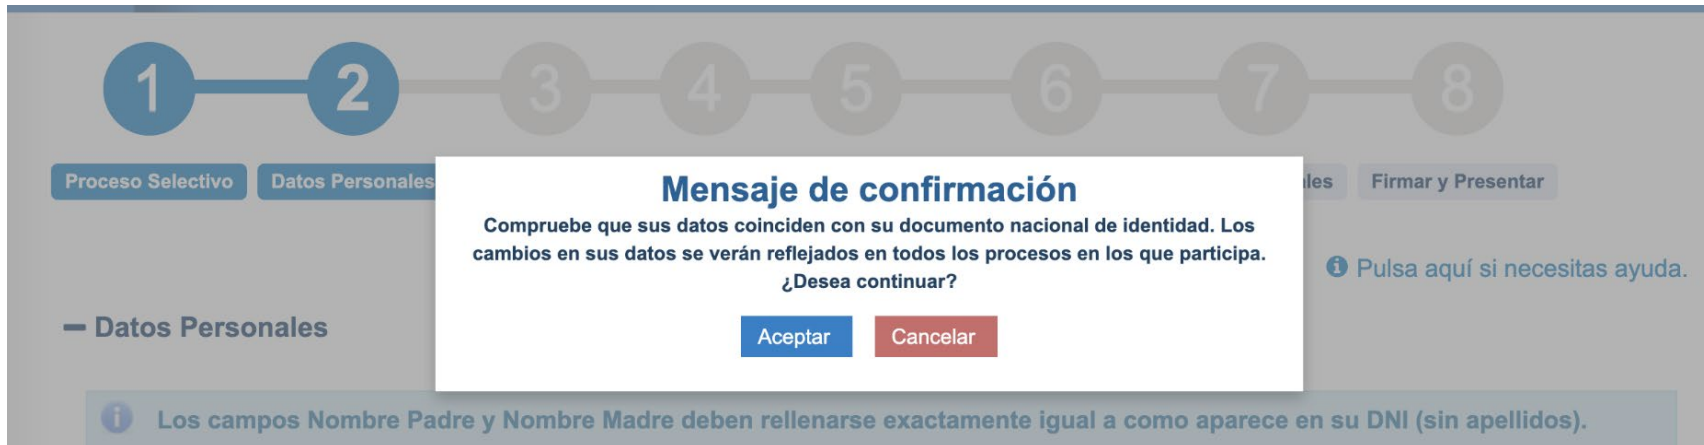 1 2 3 4 5 6 7 8
Proceso Selectivo Datos Personales ales Firmar y Presentar
Mensaje de confirmación
Compruebe que sus datos coinciden con su documento nacional de identidad. Los
cambios en sus datos se verán reflejados en todos los procesos en los que participa.
¿Desea continuar?
Aceptar Cancelar
Pulsa aquí si necesitas ayuda.
Datos Personales
Los campos Nombre Padre y Nombre Madre deben rellenarse exactamente igual a como aparece en su DNI (sin apellidos).